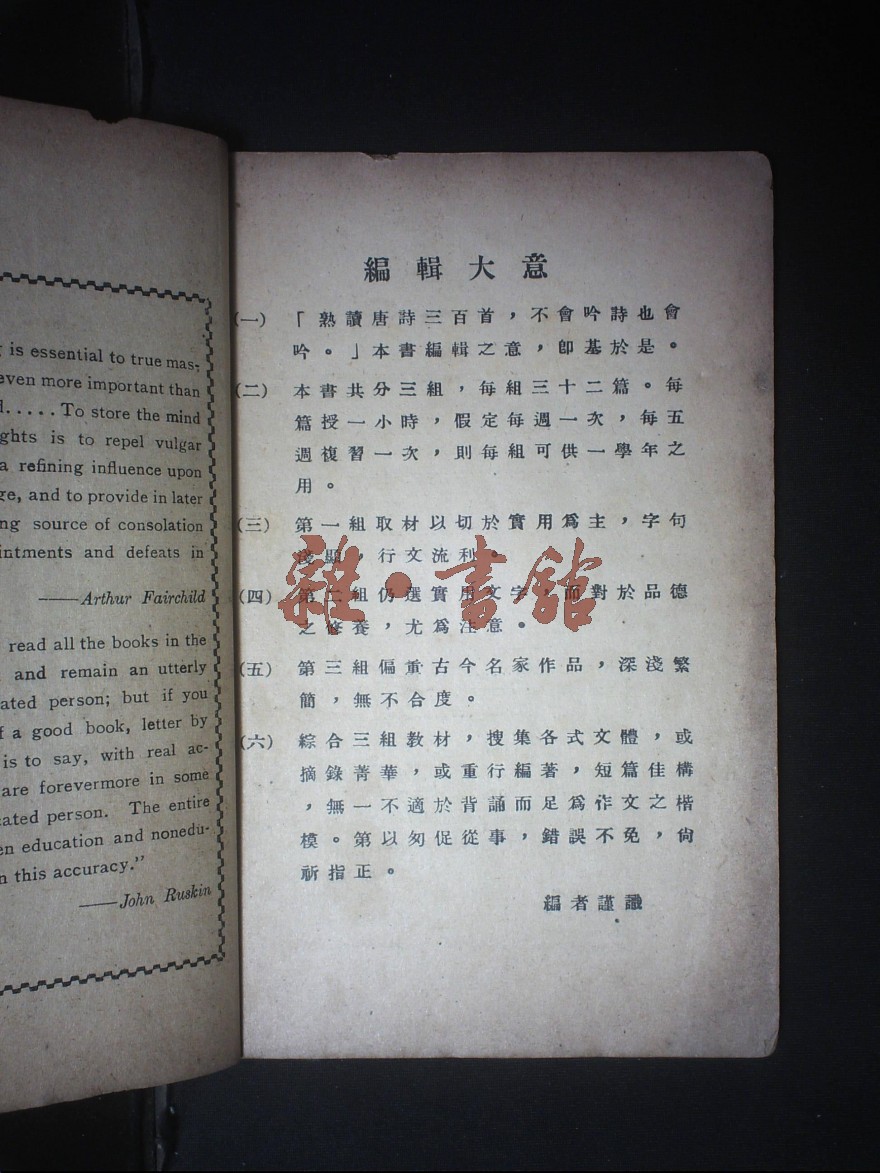 is essential to true mas-
even more important than
.....To store the mind
ghts is to repel vulgar
a refining influence upon
ge, and to provide in later
ng source of consolation
intments and defeats in
——Arthur Fairchild
read all the books in the
and remain an utterly
ated person; but if you
f a good book, letter by
is to say, with real ac-
are forevermore in some
cated person. The entire
en education and nonedu-
n this accuracy."
——John Ruskin
編輯大意
(一) 「熟讀唐詩三百首，不會吟詩也會
吟。」本書編輯之意，即基於是。
(二) 本書共分三組，每組三十二篇。每
篇授一小時，假定每週一次，每五
週複習一次，則每組可供一學年之
用。
(三) 第一組取材以切於實用爲主，字句
淺顯，行文流利。
(四) 第二組仍選實用文字，而對於品德
之修養，尤爲注意。
(五) 第三組偏重古今名家作品，深淺繁
簡，無不合度。
(六) 綜合三組教材，搜集各式文體，或
摘錄菁華，或重行編著，短篇佳構
，無一不適於背誦而足爲作文之楷
模。第以匆促從事，錯誤不免，尙
祈指正。
編者謹識
雜·書館